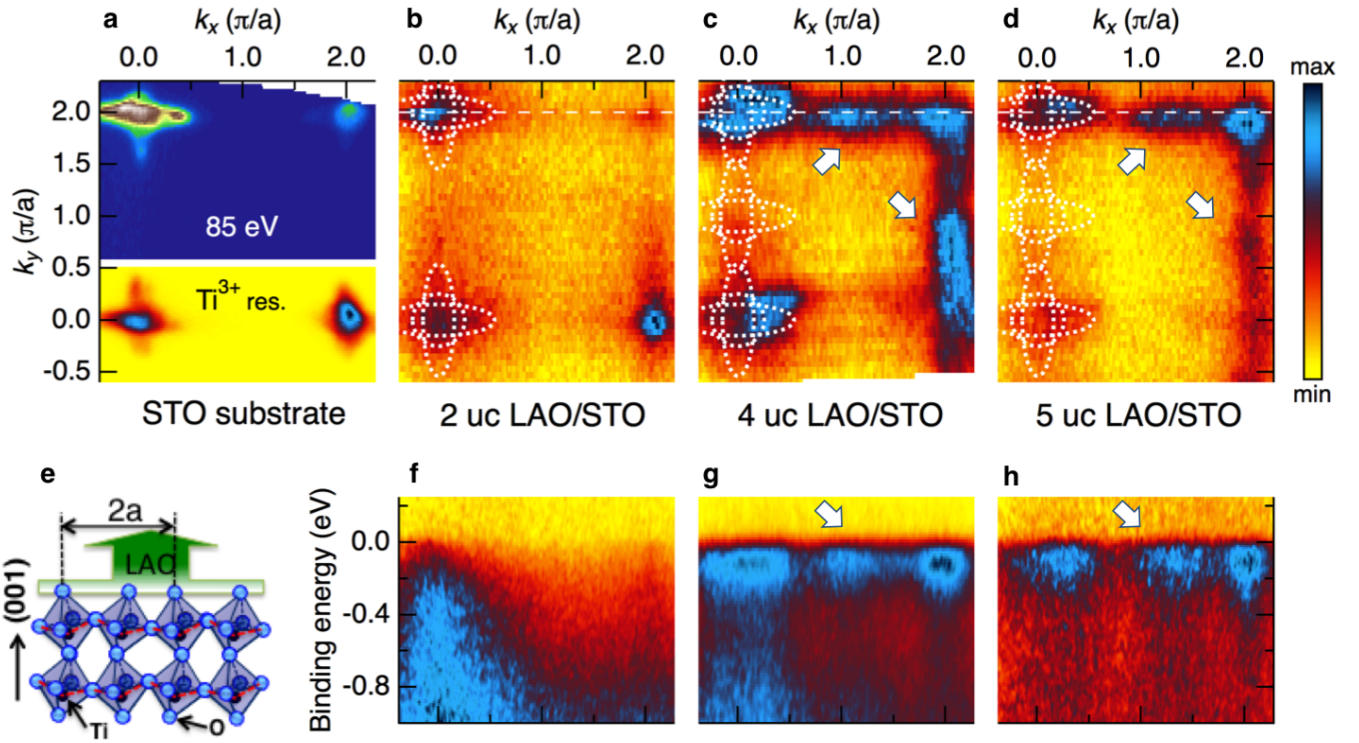 a b c d
kx (π/a) kx (π/a) kx (π/a) kx (π/a)
0.0 1.0 2.0 0.0 1.0 2.0 0.0 1.0 2.0 0.0 1.0 2.0
max
2.0
1.5
1.0
0.5
0.0
-0.5
ky (π/a)
85 eV
Ti3+ res.
min
STO substrate 2 uc LAO/STO 4 uc LAO/STO 5 uc LAO/STO
e f g h
2a
LAO
(001)
Ti O
Binding energy (eV)
0.0
-0.4
-0.8